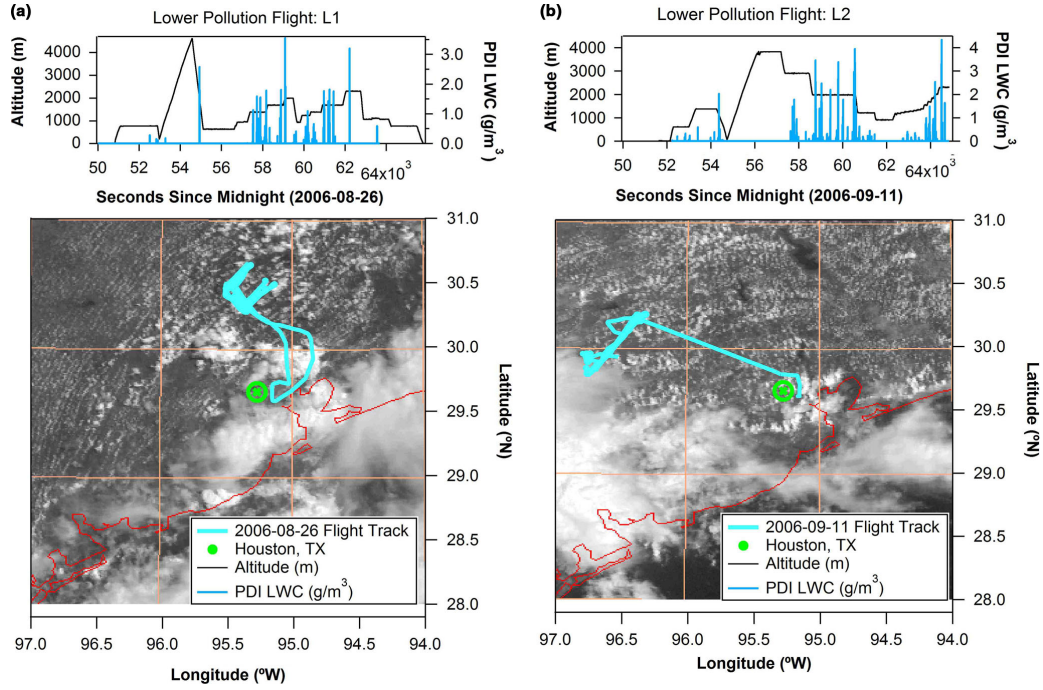 (a)
Lower Pollution Flight: L1
Altitude (m)
4000
3000
2000
1000
0
3.0
2.0
1.0
0.0
PDI LWC (g/m³)
50 52 54 56 58 60 62 64x10³
Seconds Since Midnight (2006-08-26)
31.0
30.5
30.0
29.5
29.0
28.5
28.0
Latitude (ºN)
2006-08-26 Flight Track
Houston, TX
Altitude (m)
PDI LWC (g/m³)
97.0 96.5 96.0 95.5 95.0 94.5 94.0
Longitude (ºW)
(b)
Lower Pollution Flight: L2
Altitude (m)
4000
3000
2000
1000
0
4
3
2
1
0
PDI LWC (g/m³)
50 52 54 56 58 60 62 64x10³
Seconds Since Midnight (2006-09-11)
31.0
30.5
30.0
29.5
29.0
28.5
28.0
Latitude (ºN)
2006-09-11 Flight Track
Houston, TX
Altitude (m)
PDI LWC (g/m³)
97.0 96.5 96.0 95.5 95.0 94.5 94.0
Longitude (ºW)